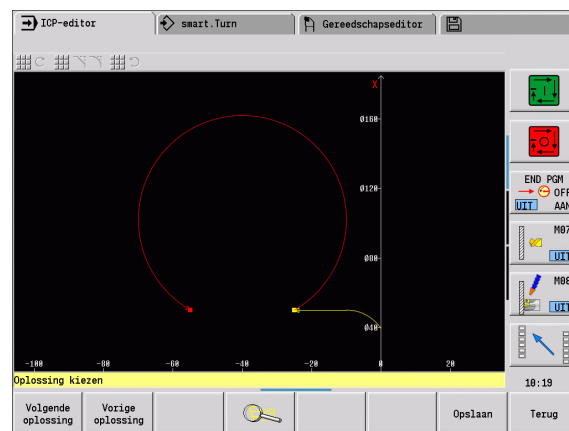 ICP-editor
smart.Turn
Gereedschapseditor
X
Ø160
Ø120
Ø80
Ø40
-100 -80 -60 -40 -20 0 20
Oplossing kiezen
END PGM
OFF
UIT AAN
M07
UIT
M08
UIT
10:19
Volgende oplossing
Vorige oplossing
Opslaan
Terug